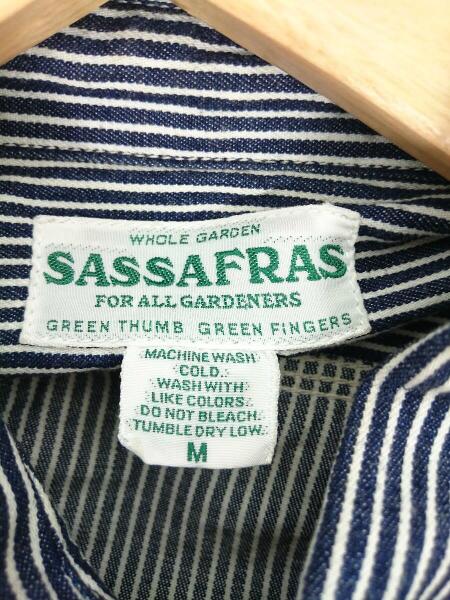 WHOLE GARDEN
SASSAFRAS
FOR ALL GARDENERS
GREEN THUMB GREEN FINGERS
MACHINE WASH
COLD.
WASH WITH
LIKE COLORS.
DO NOT BLEACH.
TUMBLE DRY LOW.
M